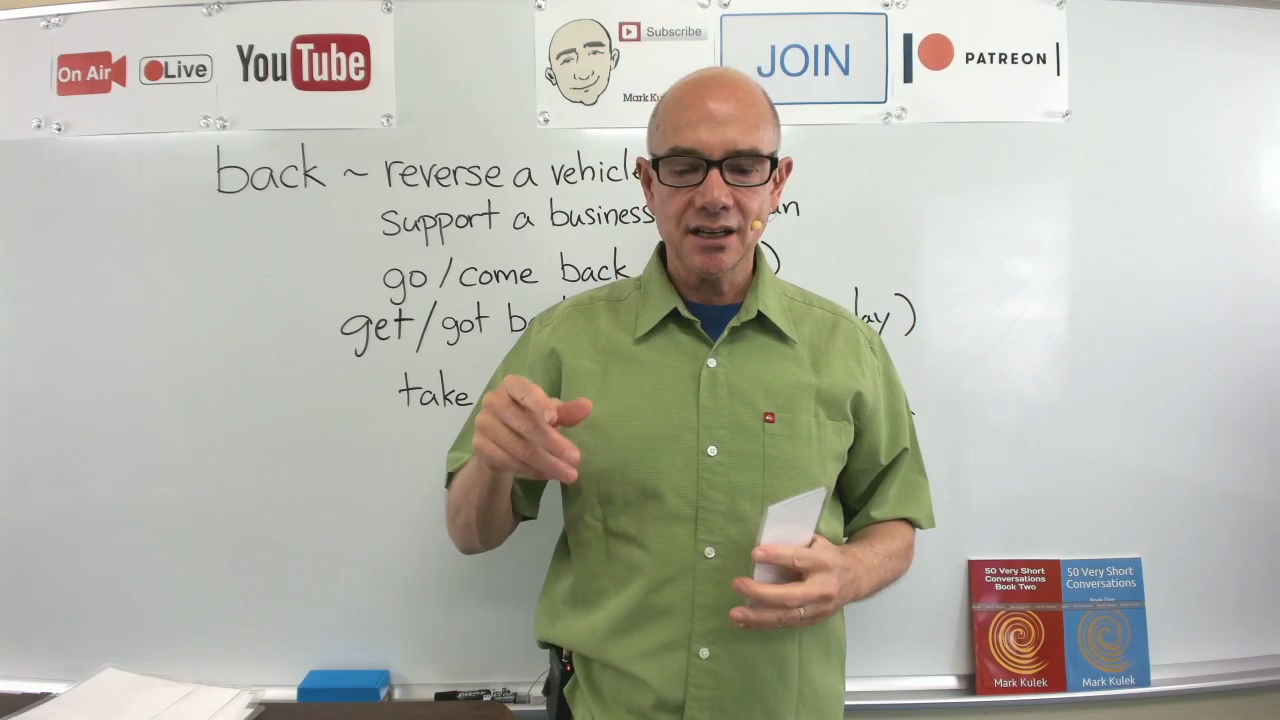 On Air
Live
YouTube
Subscribe
Mark
JOIN
PATREON
back ~ reverse a vehicle
support a business
go / come back )
get / got )
take
50 Very Short
Conversations
Book Two
Mark Kulek
50 Very Short
Conversations
Book One
Mark Kulek